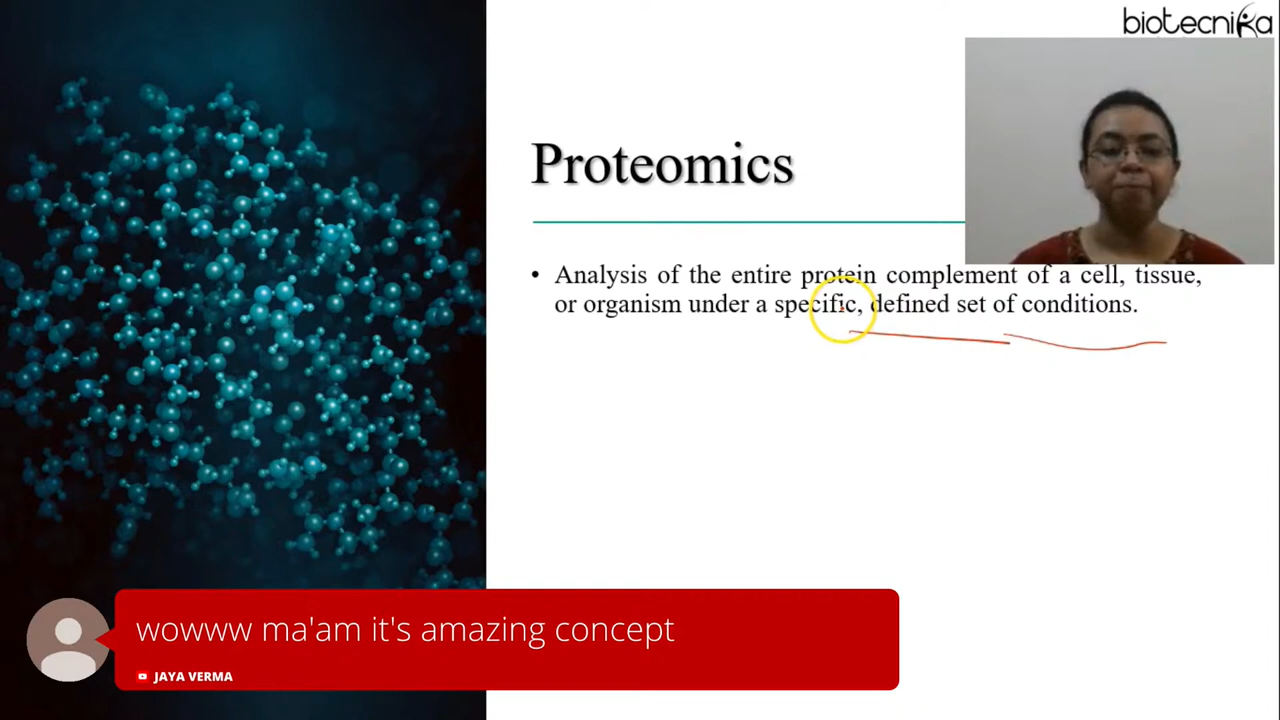 biotecnika
Proteomics
• Analysis of the entire protein complement of a cell, tissue,
or organism under a specific, defined set of conditions.
wowww ma'am it's amazing concept
JAYA VERMA